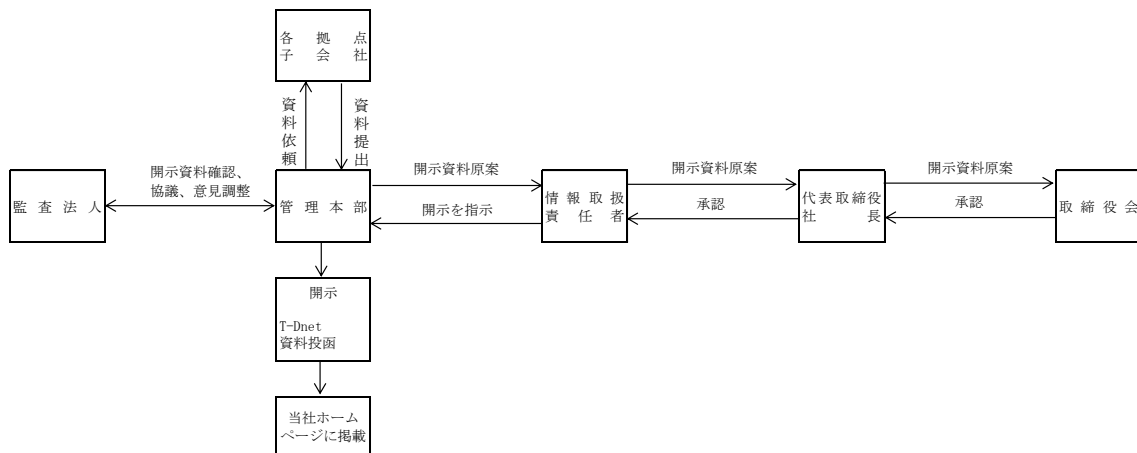 各拠点
子会社
資料依頼
資料提出
開示資料確認、
協議、意見調整
開示資料原案
開示資料原案
開示資料原案
監査法人
管理本部
開示を指示
情報取扱
責任者
承認
代表取締役
社長
承認
取締役会
開示
T-Dnet
資料投函
当社ホーム
ページに掲載